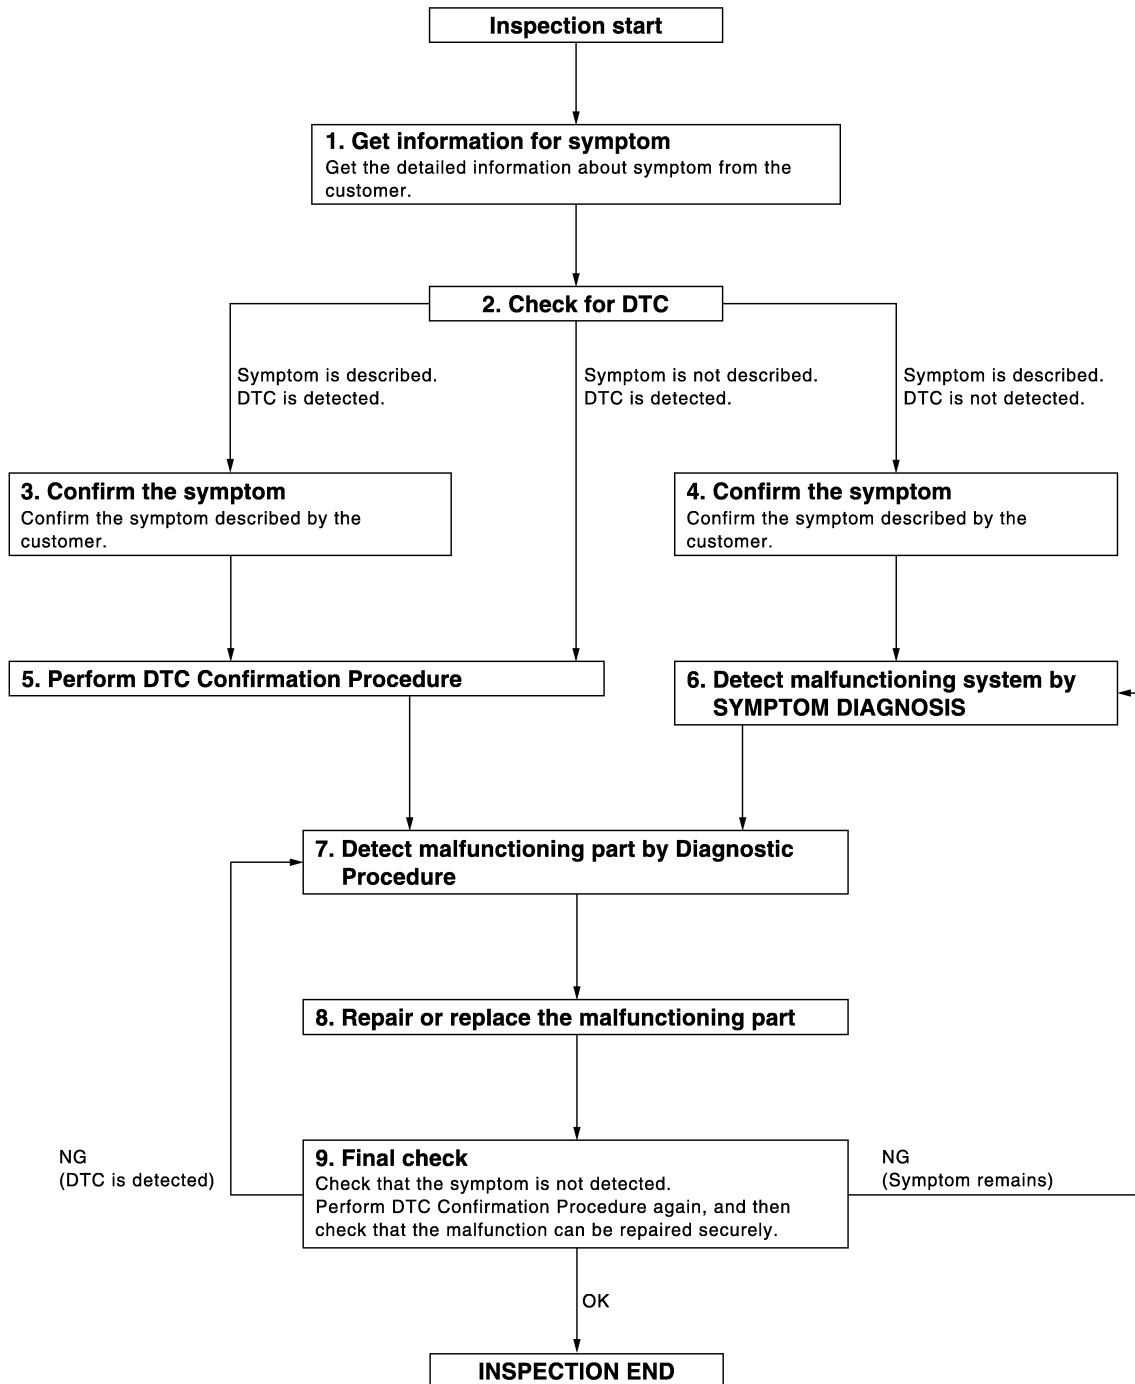 Inspection start
1. Get information for symptom
Get the detailed information about symptom from the
customer.
2. Check for DTC
Symptom is described.
DTC is detected.
Symptom is not described.
DTC is detected.
Symptom is described.
DTC is not detected.
3. Confirm the symptom
Confirm the symptom described by the
customer.
4. Confirm the symptom
Confirm the symptom described by the
customer.
5. Perform DTC Confirmation Procedure
6. Detect malfunctioning system by
SYMPTOM DIAGNOSIS
7. Detect malfunctioning part by Diagnostic
Procedure
8. Repair or replace the malfunctioning part
NG
(DTC is detected)
9. Final check
Check that the symptom is not detected.
Perform DTC Confirmation Procedure again, and then
check that the malfunction can be repaired securely.
NG
(Symptom remains)
OK
INSPECTION END